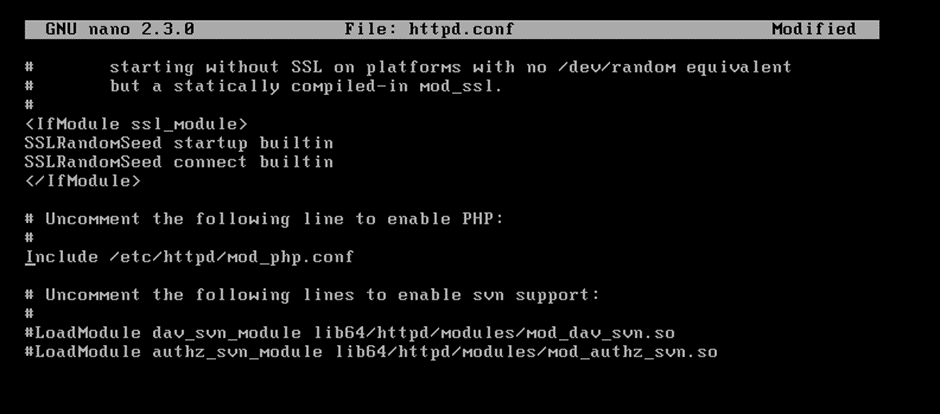 GNU nano 2.3.0 File: httpd.conf Modified
# starting without SSL on platforms with no /dev/random equivalent
# but a statically compiled-in mod_ssl.
#
<IfModule ssl_module>
SSLRandomSeed startup builtin
SSLRandomSeed connect builtin
</IfModule>
# Uncomment the following line to enable PHP:
#
Include /etc/httpd/mod_php.conf
# Uncomment the following lines to enable svn support:
#
#LoadModule dav_svn_module lib64/httpd/modules/mod_dav_svn.so
#LoadModule authz_svn_module lib64/httpd/modules/mod_authz_svn.so